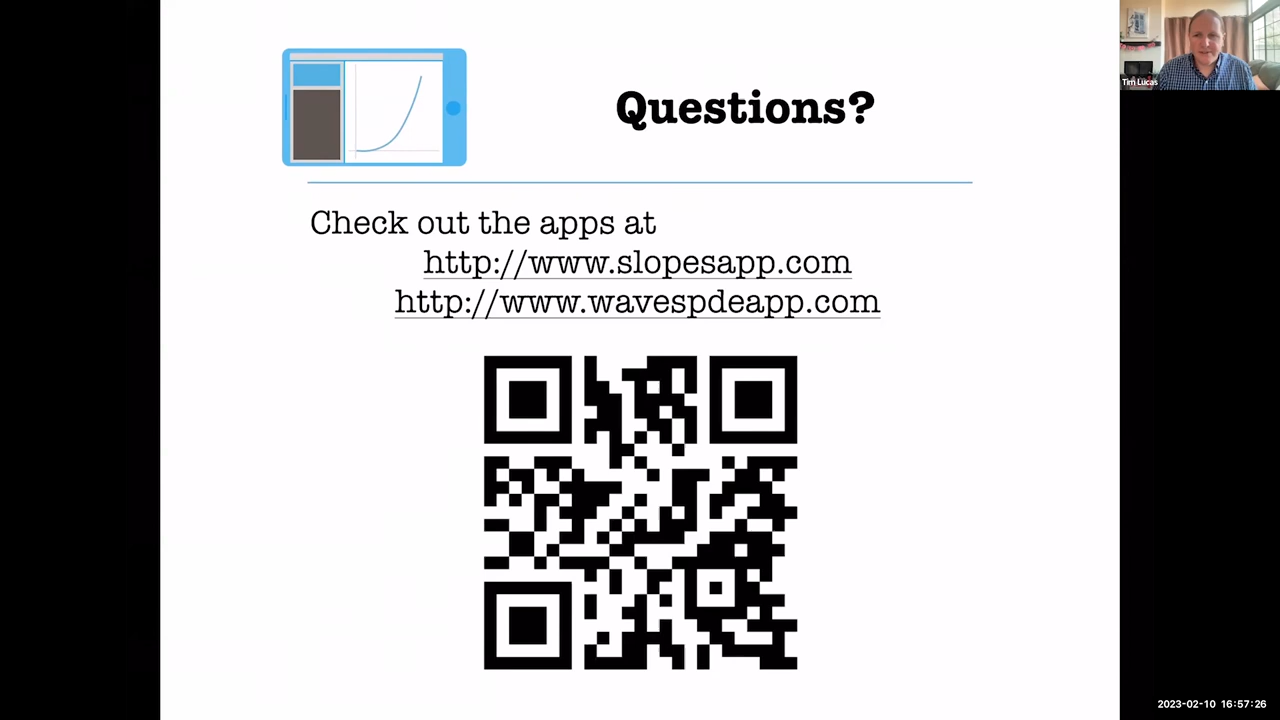 Questions?
Check out the apps at
http://www.slopesapp.com
http://www.wavespdeapp.com
Tim Lucas
2023-02-10 16:57:26